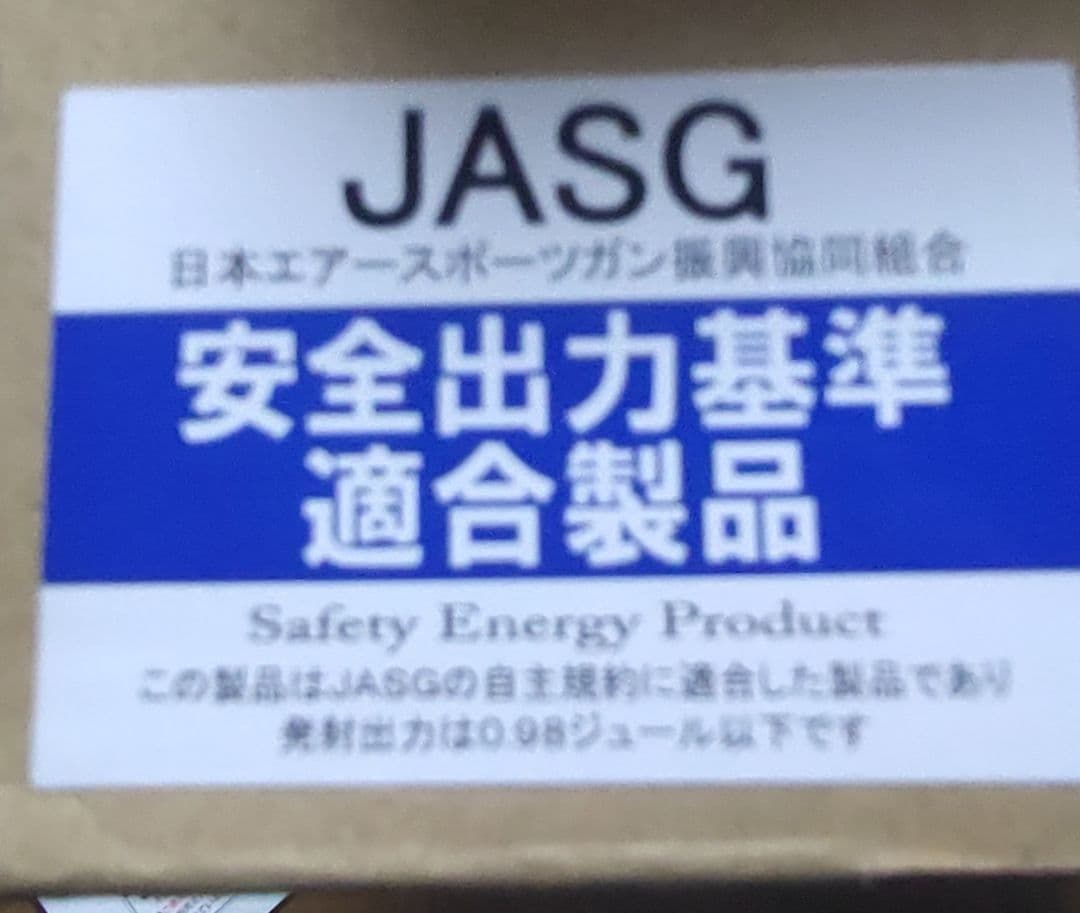 JASG
日本エアースポーツガン振興協同組合
安全出力基準
適合製品
Safety Energy Product
この製品はJASGの自主規約に適合した製品であり
発射出力は0.98ジュール以下です